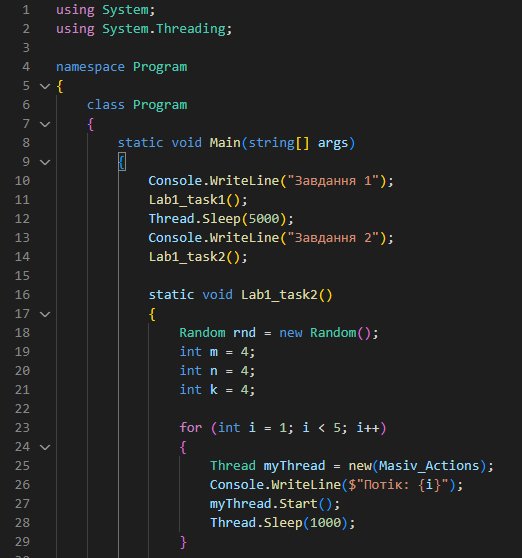 1 using System;
2 using System.Threading;
3
4 namespace Program
5 {
6 class Program
7 {
8 static void Main(string[] args)
9 {
10 Console.WriteLine("Завдання 1");
11 Lab1_task1();
12 Thread.Sleep(5000);
13 Console.WriteLine("Завдання 2");
14 Lab1_task2();
15
16 static void Lab1_task2()
17 {
18 Random rnd = new Random();
19 int m = 4;
20 int n = 4;
21 int k = 4;
22
23 for (int i = 1; i < 5; i++)
24 {
25 Thread myThread = new(Masiv_Actions);
26 Console.WriteLine($"Потік: {i}");
27 myThread.Start();
28 Thread.Sleep(1000);
29 }